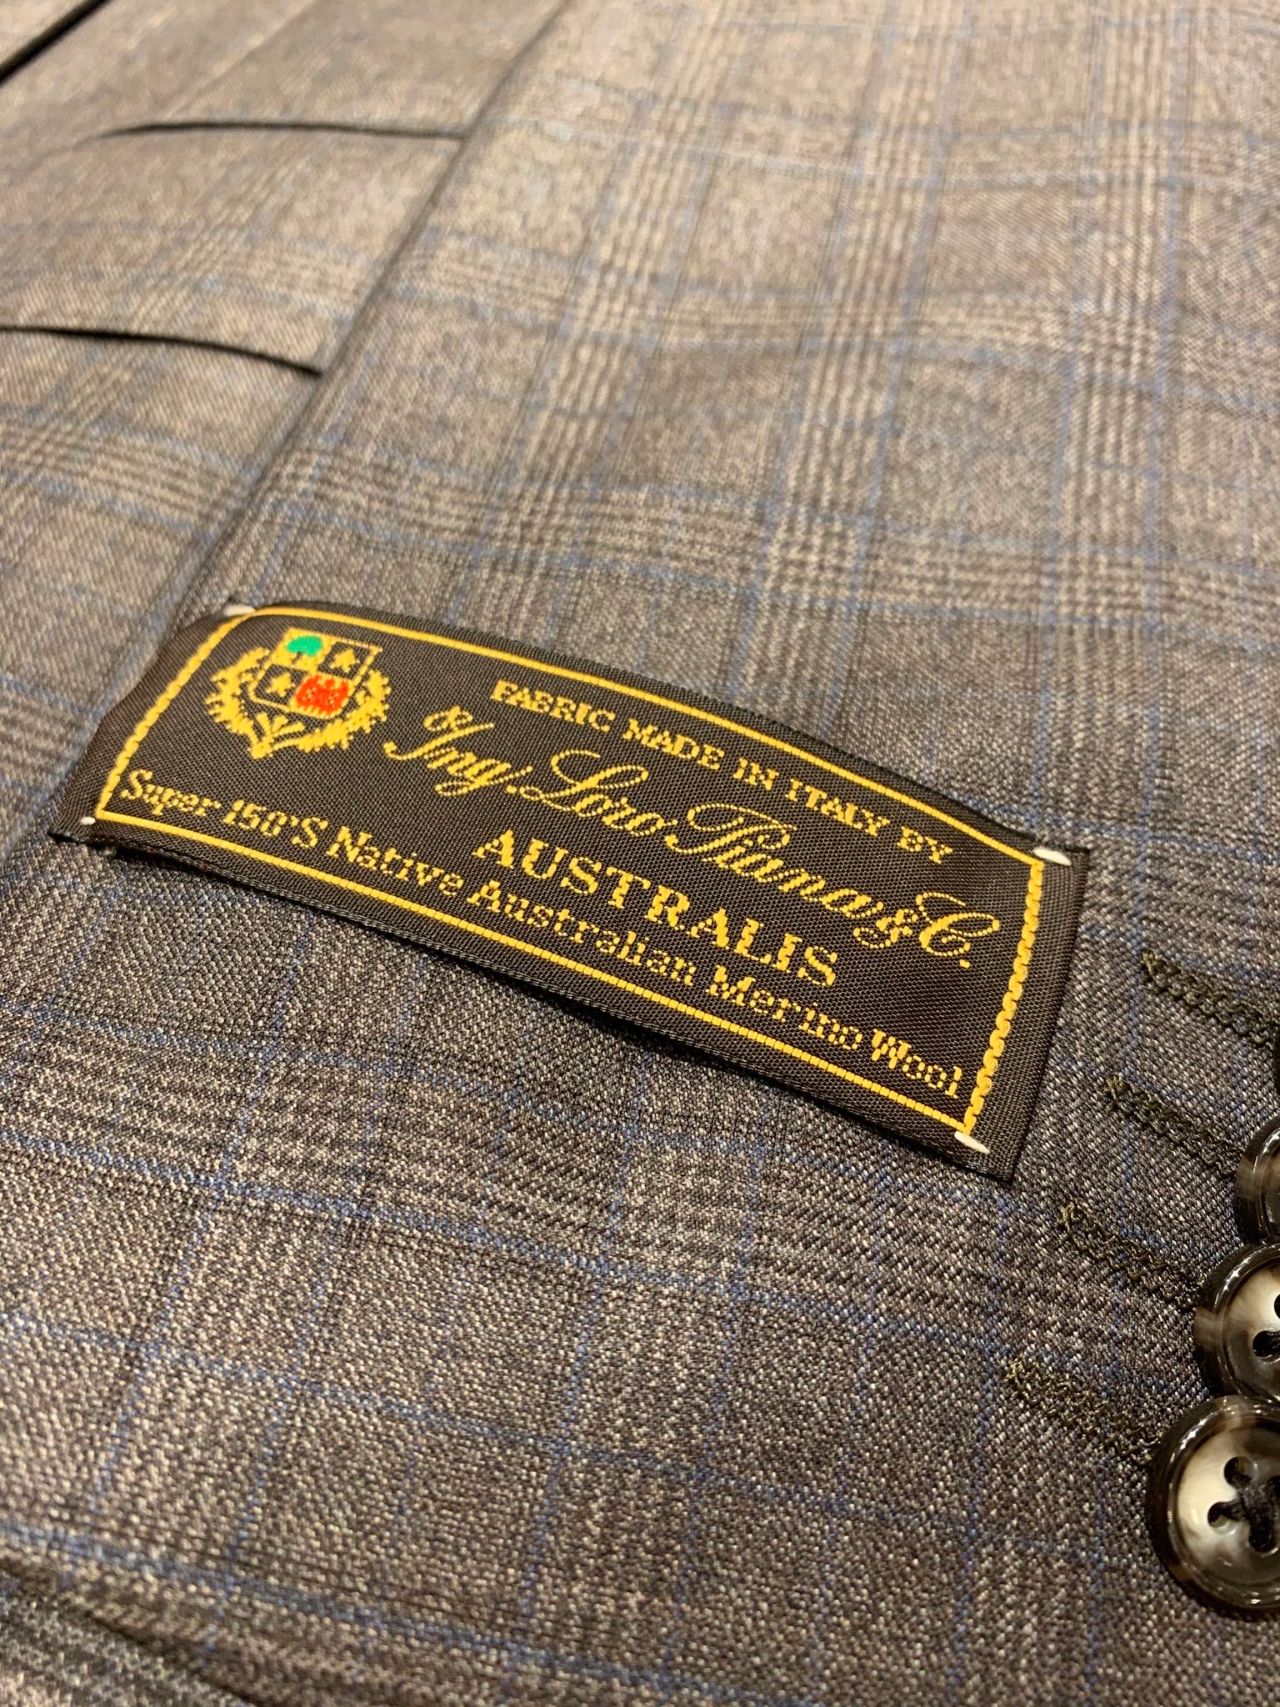 FABRIC MADE IN ITALY BY
& Ing. Loro Piana & C.
AUSTRALIS
Super 150'S Native Australian Merino Wool